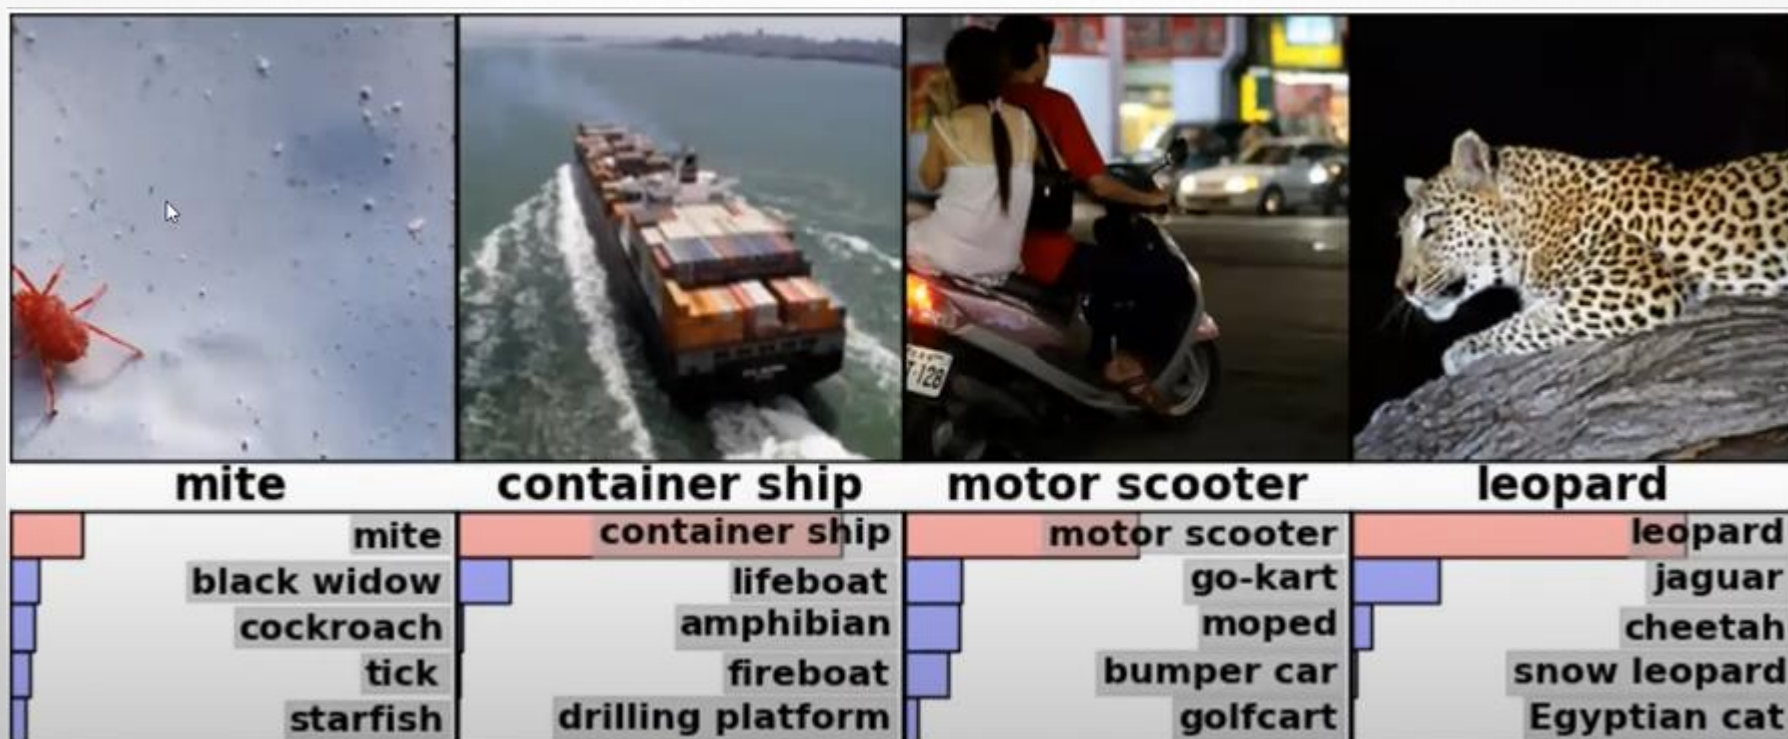 T-128
mite
container ship
motor scooter
leopard
mite
black widow
cockroach
tick
starfish
container ship
lifeboat
amphibian
fireboat
drilling platform
motor scooter
go-kart
moped
bumper car
golfcart
leopard
jaguar
cheetah
snow leopard
Egyptian cat